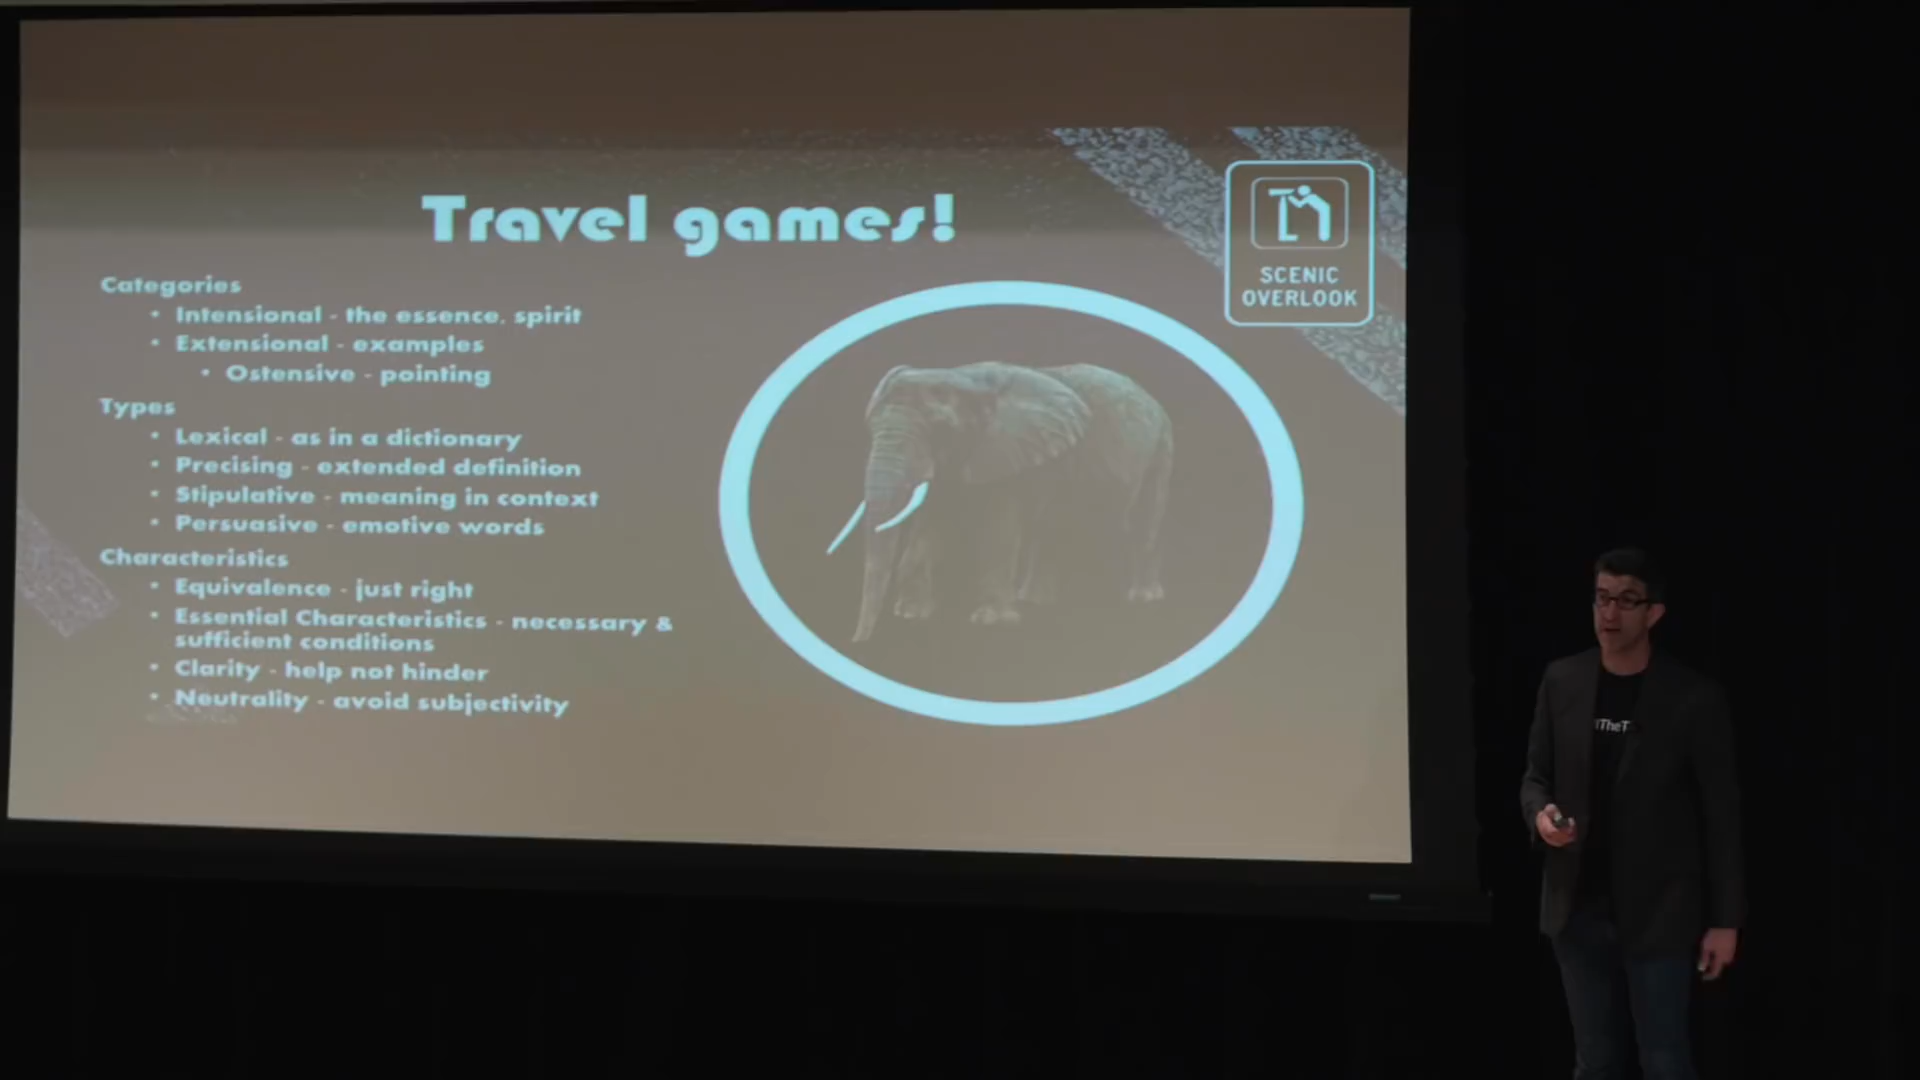 Travel games!
SCENIC
OVERLOOK
Categories
• Intensional - the essence, spirit
• Extensional - examples
• Ostensive - pointing
Types
• Lexical - as in a dictionary
• Precising - extended definition
• Stipulative - meaning in context
• Persuasive - emotive words
Characteristics
• Equivalence - just right
• Essential Characteristics - necessary &
sufficient conditions
• Clarity - help not hinder
• Neutrality - avoid subjectivity
TheT